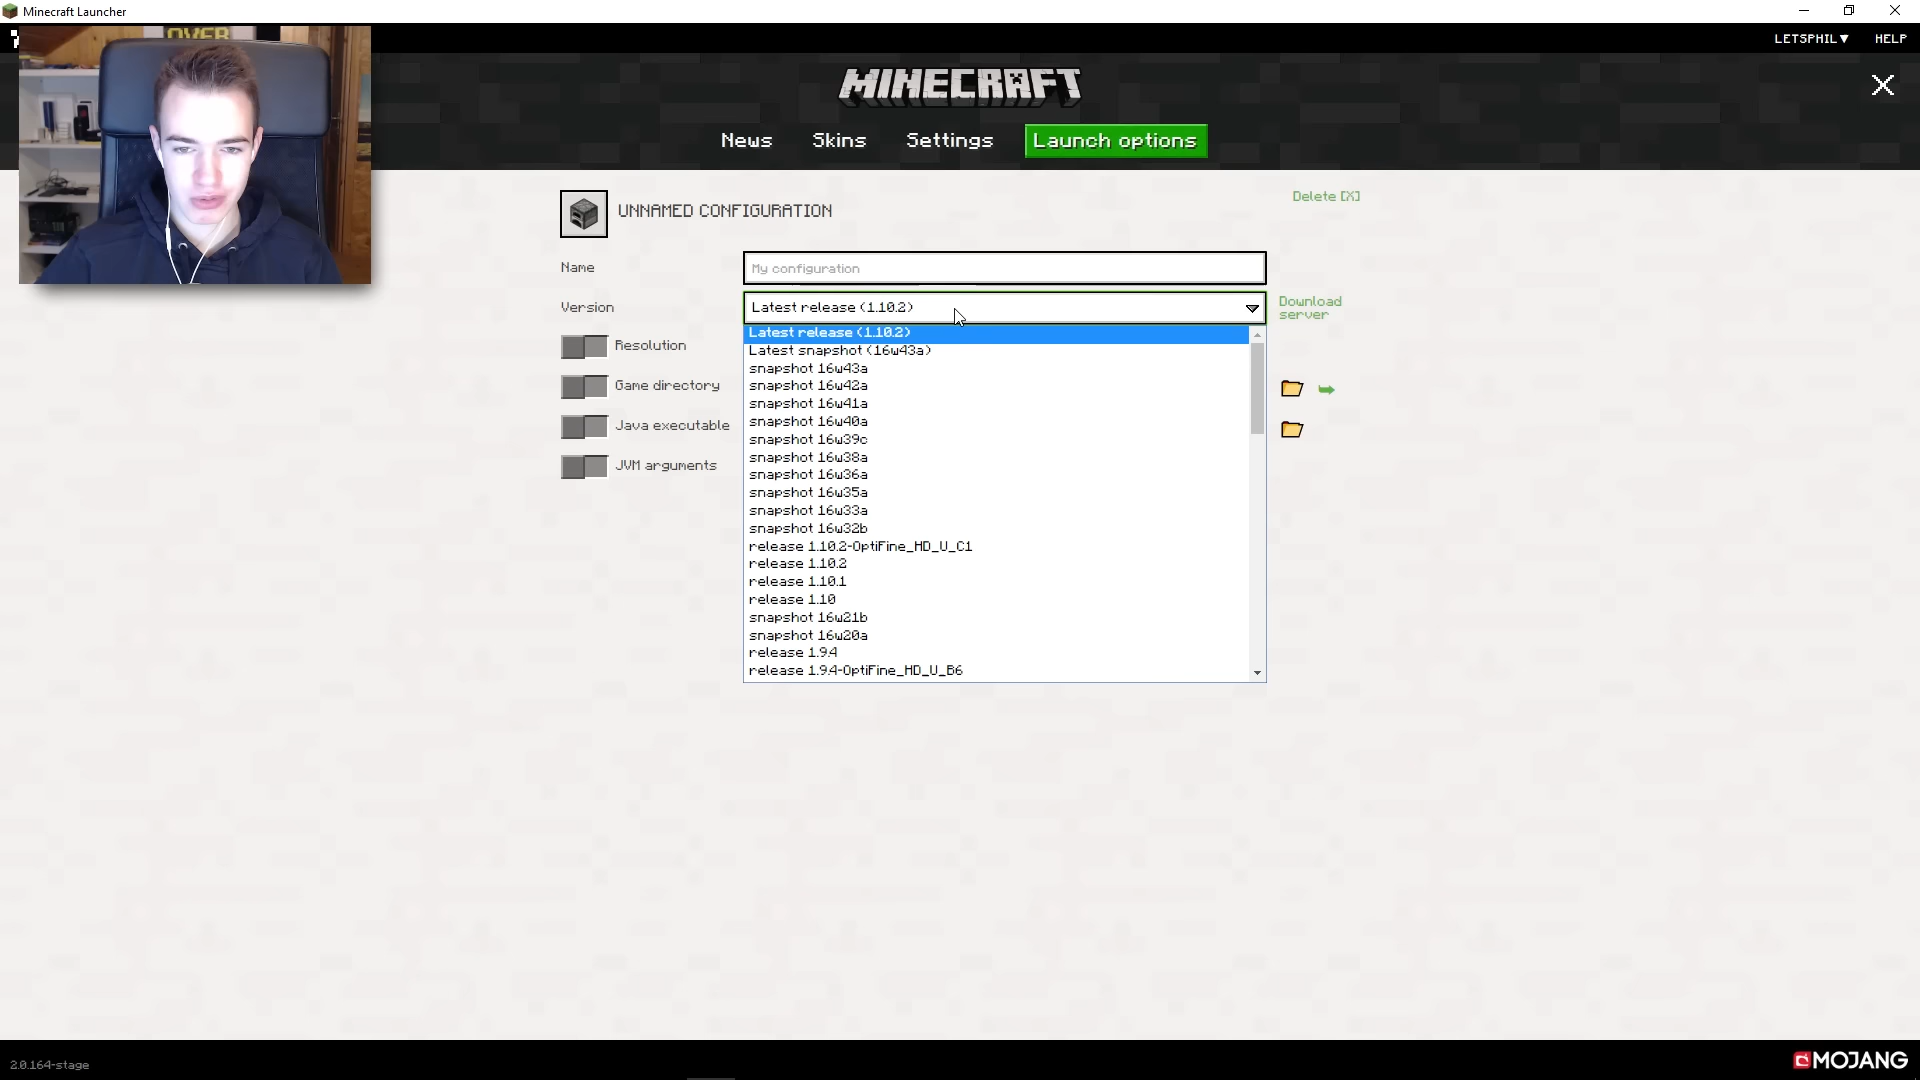 Minecraft Launcher
LETSPHIL▼ HELP
OVER
MINECRAFT
News Skins Settings Launch options
UNNAMED CONFIGURATION
Delete [X]
Name
My configuration
Version
Latest release (1.10.2)
Download
server
Latest release (1.10.2)
Latest snapshot (16w43a)
snapshot 16w43a
snapshot 16w42a
snapshot 16w41a
snapshot 16w40a
snapshot 16w39c
snapshot 16w38a
snapshot 16w36a
snapshot 16w35a
snapshot 16w33a
snapshot 16w32b
release 1.10.2-OptiFine_HD_U_C1
release 1.10.2
release 1.10.1
release 1.10
snapshot 16w21b
snapshot 16w20a
release 1.9.4
release 1.9.4-OptiFine_HD_U_B6
Resolution
Game directory
Java executable
JVM arguments
2.0.164-stage
MOJANG